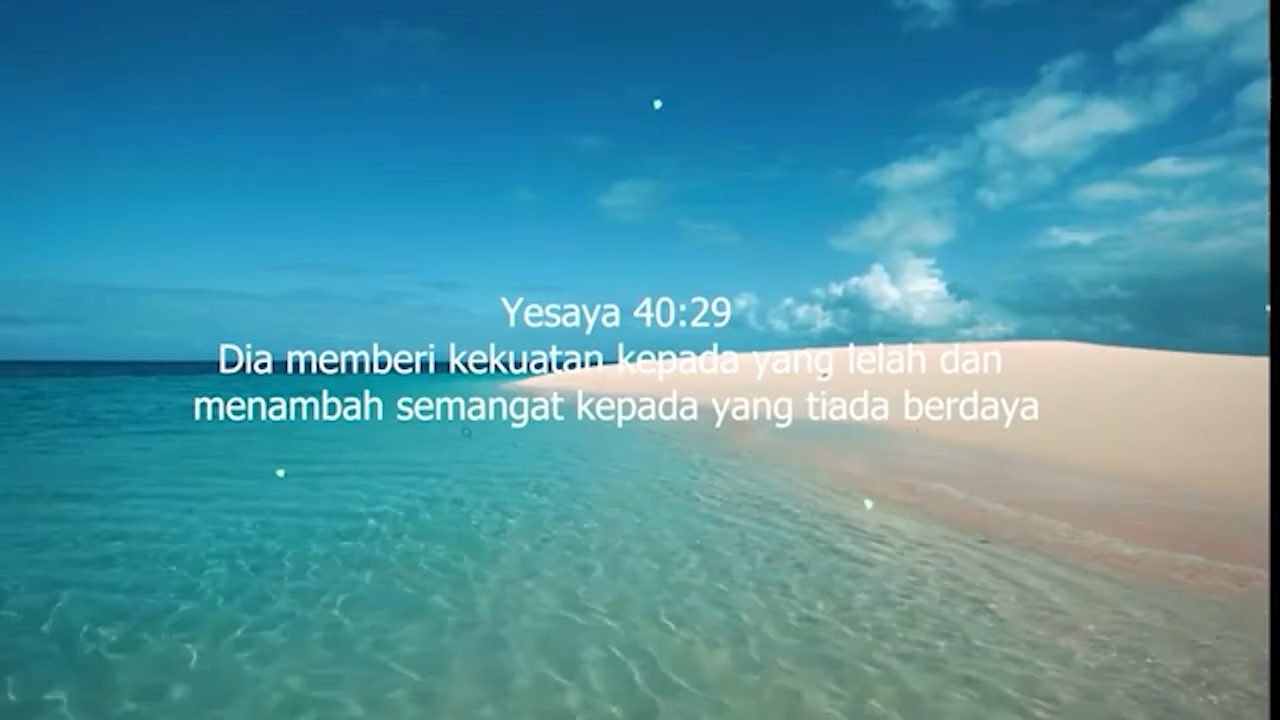 Yesaya 40:29
Dia memberi kekuatan kepada yang lelah dan
menambah semangat kepada yang tiada berdaya